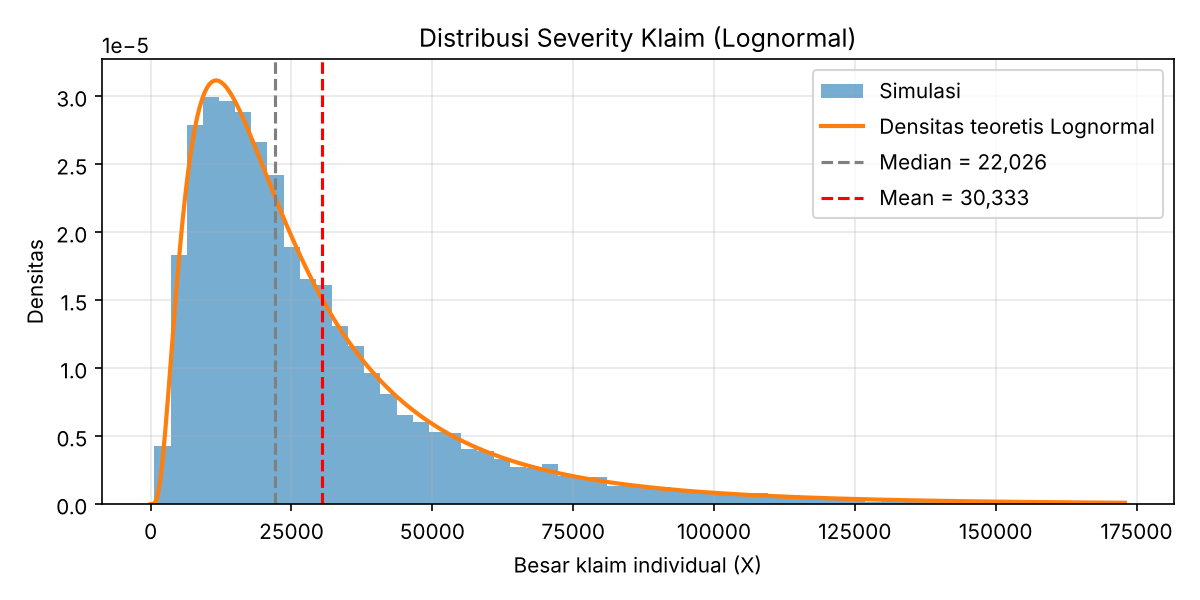 Distribusi Severity Klaim (Lognormal)
1e−5
Simulasi
Densitas teoretis Lognormal
Median = 22,026
Mean = 30,333
3.0
2.5
2.0
1.5
1.0
0.5
0.0
Densitas
0 25000 50000 75000 100000 125000 150000 175000
Besar klaim individual (X)